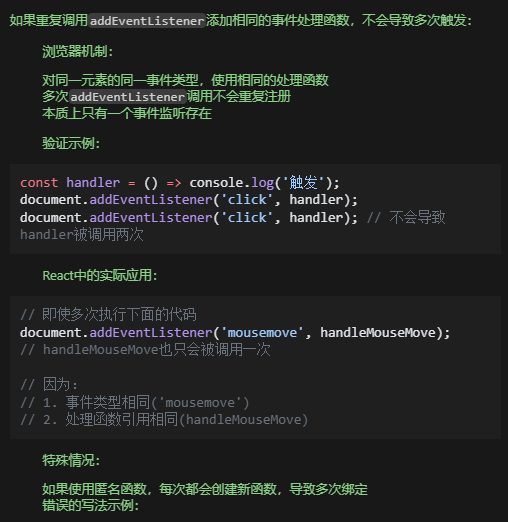 如果重复调用addEventListener添加相同的事件处理函数，不会导致多次触发：
浏览器机制：
对同一元素的同一事件类型，使用相同的处理函数
多次addEventListener调用不会重复注册
本质上只有一个事件监听存在
验证示例：
const handler = () => console.log('触发');
document.addEventListener('click', handler);
document.addEventListener('click', handler); // 不会导致
handler被调用两次
React中的实际应用：
// 即使多次执行下面的代码
document.addEventListener('mousemove', handleMouseMove);
// handleMouseMove也只会被调用一次
// 因为：
// 1. 事件类型相同('mousemove')
// 2. 处理函数引用相同(handleMouseMove)
特殊情况：
如果使用匿名函数，每次都会创建新函数，导致多次绑定
错误的写法示例：